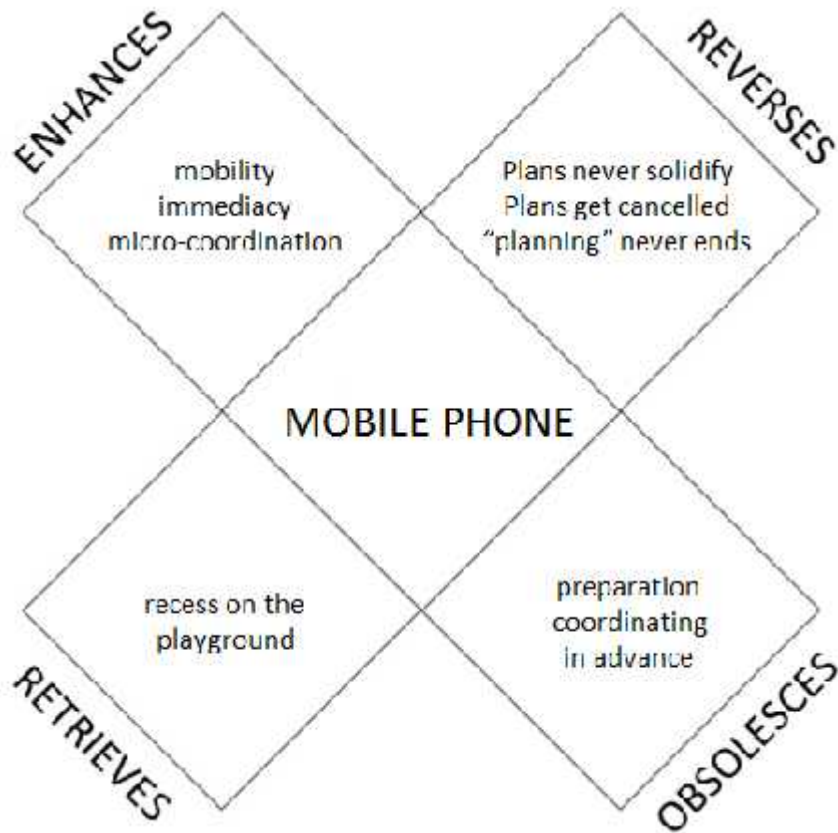 ENHANCES
REVERSES
mobility
immediacy
micro-coordination
Plans never solidify
Plans get cancelled
“planning” never ends
MOBILE PHONE
recess on the
playground
preparation
coordinating
in advance
RETRIEVES
OBSOLESCES